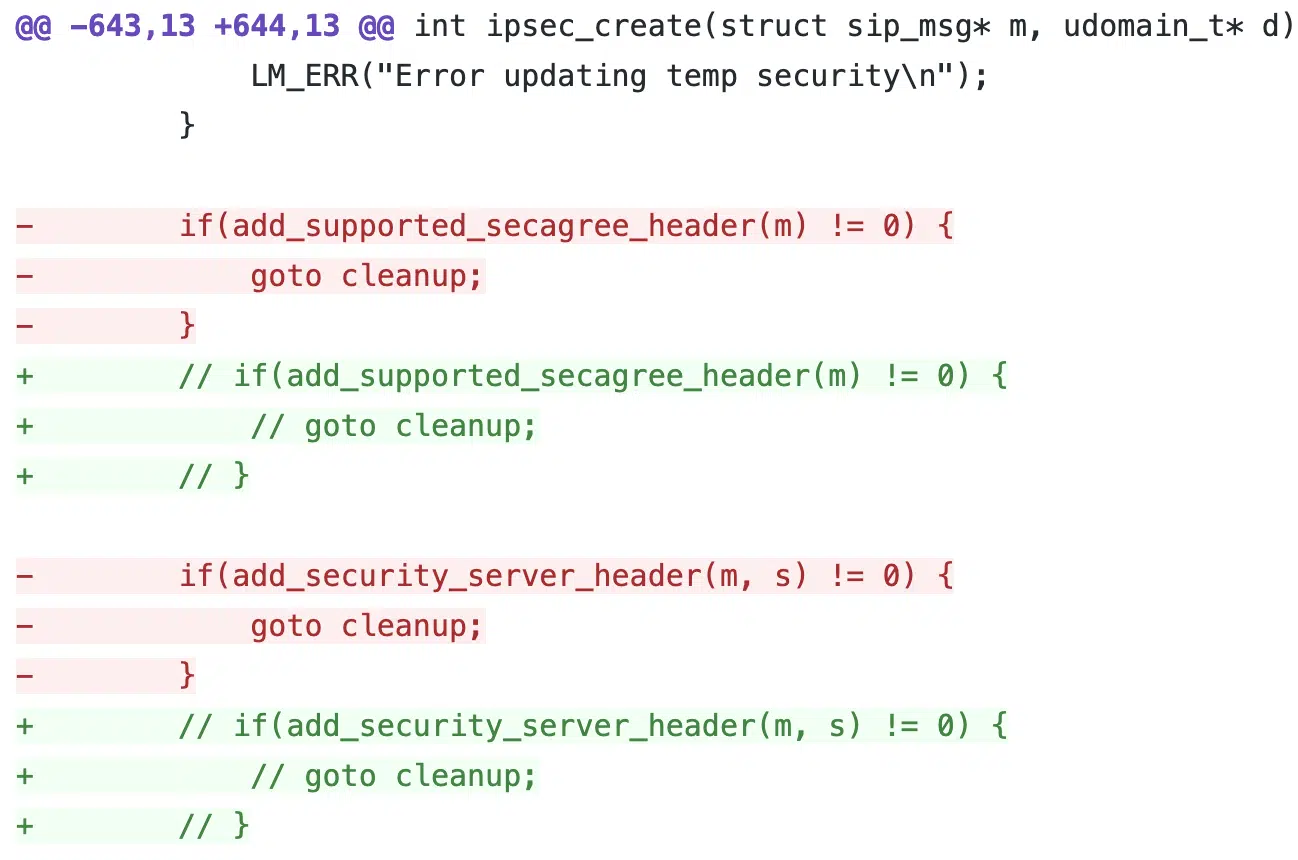 @@ -643,13 +644,13 @@ int ipsec_create(struct sip_msg* m, udomain_t* d)
            LM_ERR("Error updating temp security\n");
        }

-        if(add_supported_secagree_header(m) != 0) {
-            goto cleanup;
-        }
+        // if(add_supported_secagree_header(m) != 0) {
+            // goto cleanup;
+        // }

-        if(add_security_server_header(m, s) != 0) {
-            goto cleanup;
-        }
+        // if(add_security_server_header(m, s) != 0) {
+            // goto cleanup;
+        // }